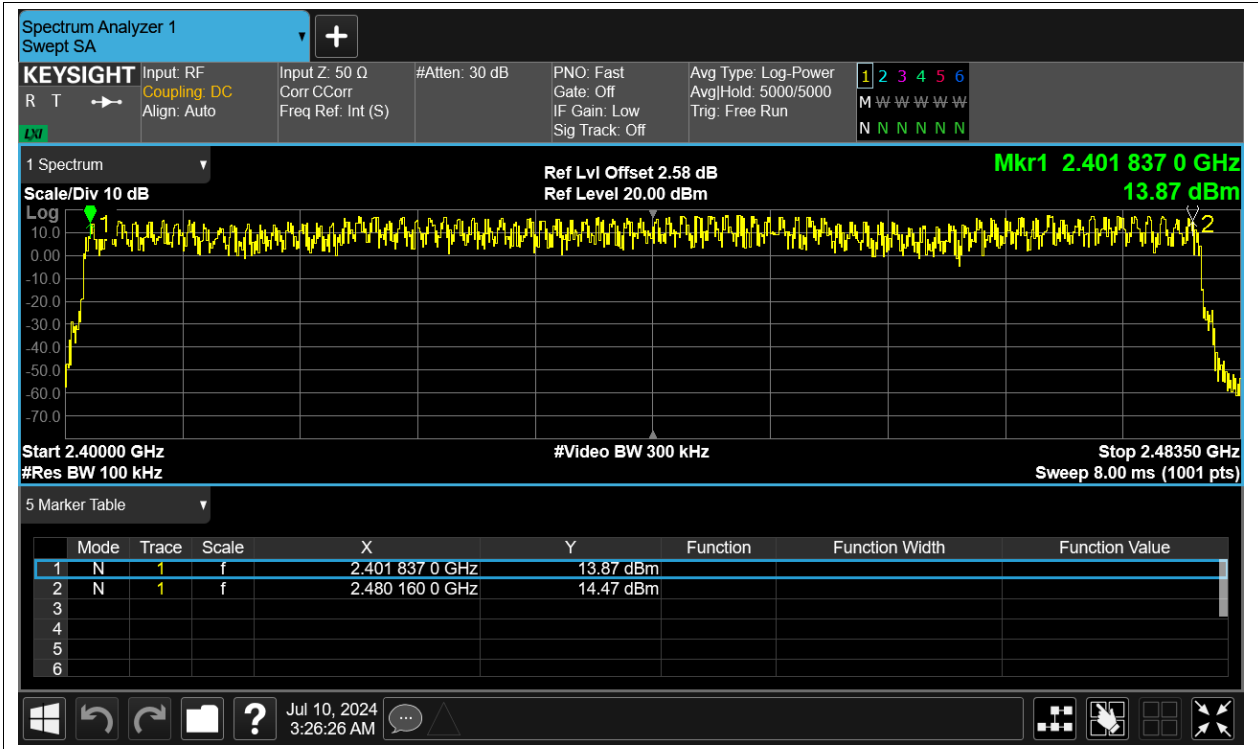 Spectrum Analyzer 1
Swept SA
KEYSIGHT
R T
LXI
Input: RF
Coupling: DC
Align: Auto
Input Z: 50 Ω
Corr CCorr
Freq Ref: Int (S)
#Atten: 30 dB
PNO: Fast
Gate: Off
IF Gain: Low
Sig Track: Off
Avg Type: Log-Power
Avg|Hold: 5000/5000
Trig: Free Run
1 2 3 4 5 6
M W W W W W
N N N N N N
1 Spectrum
Scale/Div 10 dB
Ref Lvl Offset 2.58 dB
Ref Level 20.00 dBm
Mkr1 2.401 837 0 GHz
13.87 dBm
Log
10.0
0.00
-10.0
-20.0
-30.0
-40.0
-50.0
-60.0
-70.0
1
2
Start 2.40000 GHz
#Res BW 100 kHz
#Video BW 300 kHz
Stop 2.48350 GHz
Sweep 8.00 ms (1001 pts)
5 Marker Table
Mode Trace Scale X Y Function Function Width Function Value
1 N 1 f 2.401 837 0 GHz 13.87 dBm
2 N 1 f 2.480 160 0 GHz 14.47 dBm
3
4
5
6
?
Jul 10, 2024
3:26:26 AM